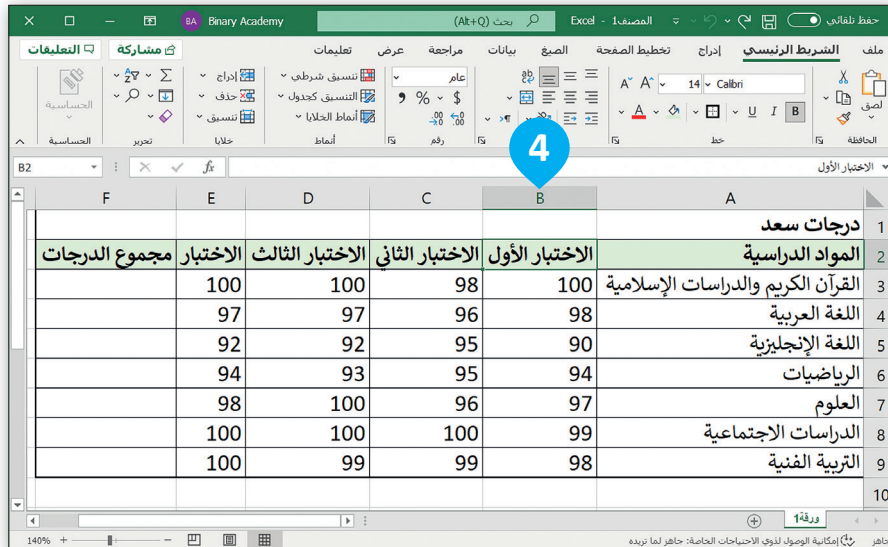 حفظ تلقائي المصنف1 - Excel بحث (Alt+Q) Binary Academy BA
ملف الشريط الرئيسي إدراج تخطيط الصفحة الصيغ بيانات مراجعة عرض تعليمات مشاركة التعليقات
لصق Calibri 14 عام تنسيق شرطي إدراج
B I U $ % التنسيق كجدول حذف الحساسية
أنماط الخلايا تنسيق
الحافظة خط رقم أنماط خلايا تحرير الحساسية
4
B2 fx الاختبار الأول
A B C D E F
1 درجات سعد
2 المواد الدراسية الاختبار الأول الاختبار الثاني الاختبار الثالث الاختبار مجموع الدرجات
3 القرآن الكريم والدراسات الإسلامية 100 98 100 100
4 اللغة العربية 98 96 97 97
5 اللغة الإنجليزية 90 95 92 92
6 الرياضيات 94 95 93 94
7 العلوم 97 96 100 98
8 الدراسات الاجتماعية 99 100 100 100
9 التربية الفنية 98 99 99 100
10
ورقة1
جاهز إمكانية الوصول لذوي الاحتياجات الخاصة: جاهز لما تريده 140%